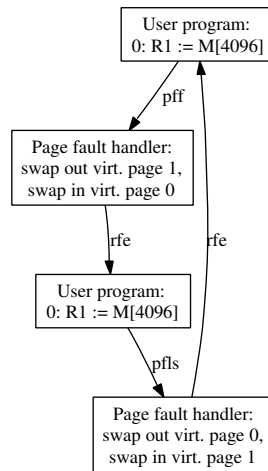 User program:
0: R1 := M[4096]
pff
Page fault handler:
swap out virt. page 1,
swap in virt. page 0
rfe
rfe
User program:
0: R1 := M[4096]
pfls
Page fault handler:
swap out virt. page 0,
swap in virt. page 1